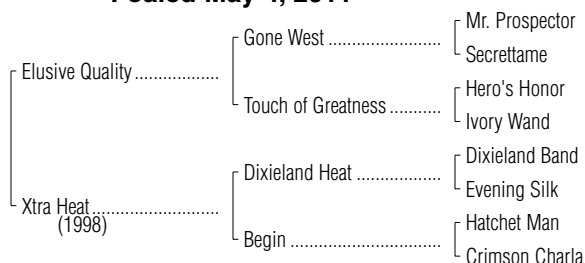 Foaled May 4,
Mr. Prospector
Gone West ........................
Secrettame
Elusive Quality ..................
Hero's Honor
Touch of Greatness ...........
Ivory Wand
Dixieland Band
Dixieland Heat ..................
Evening Silk
Xtra Heat ...........................
(1998)
Hatchet Man
Begin ................................
Crimson Charla